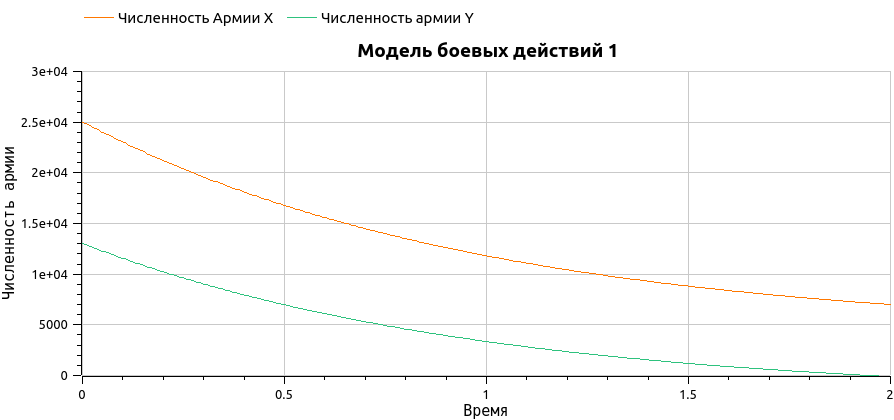 Численность Армии X Численность армии Y
Модель боевых действий 1
Численность армии
3e+04
2.5e+04
2e+04
1.5e+04
1e+04
5000
0
0 0.5 1 1.5 2
Время